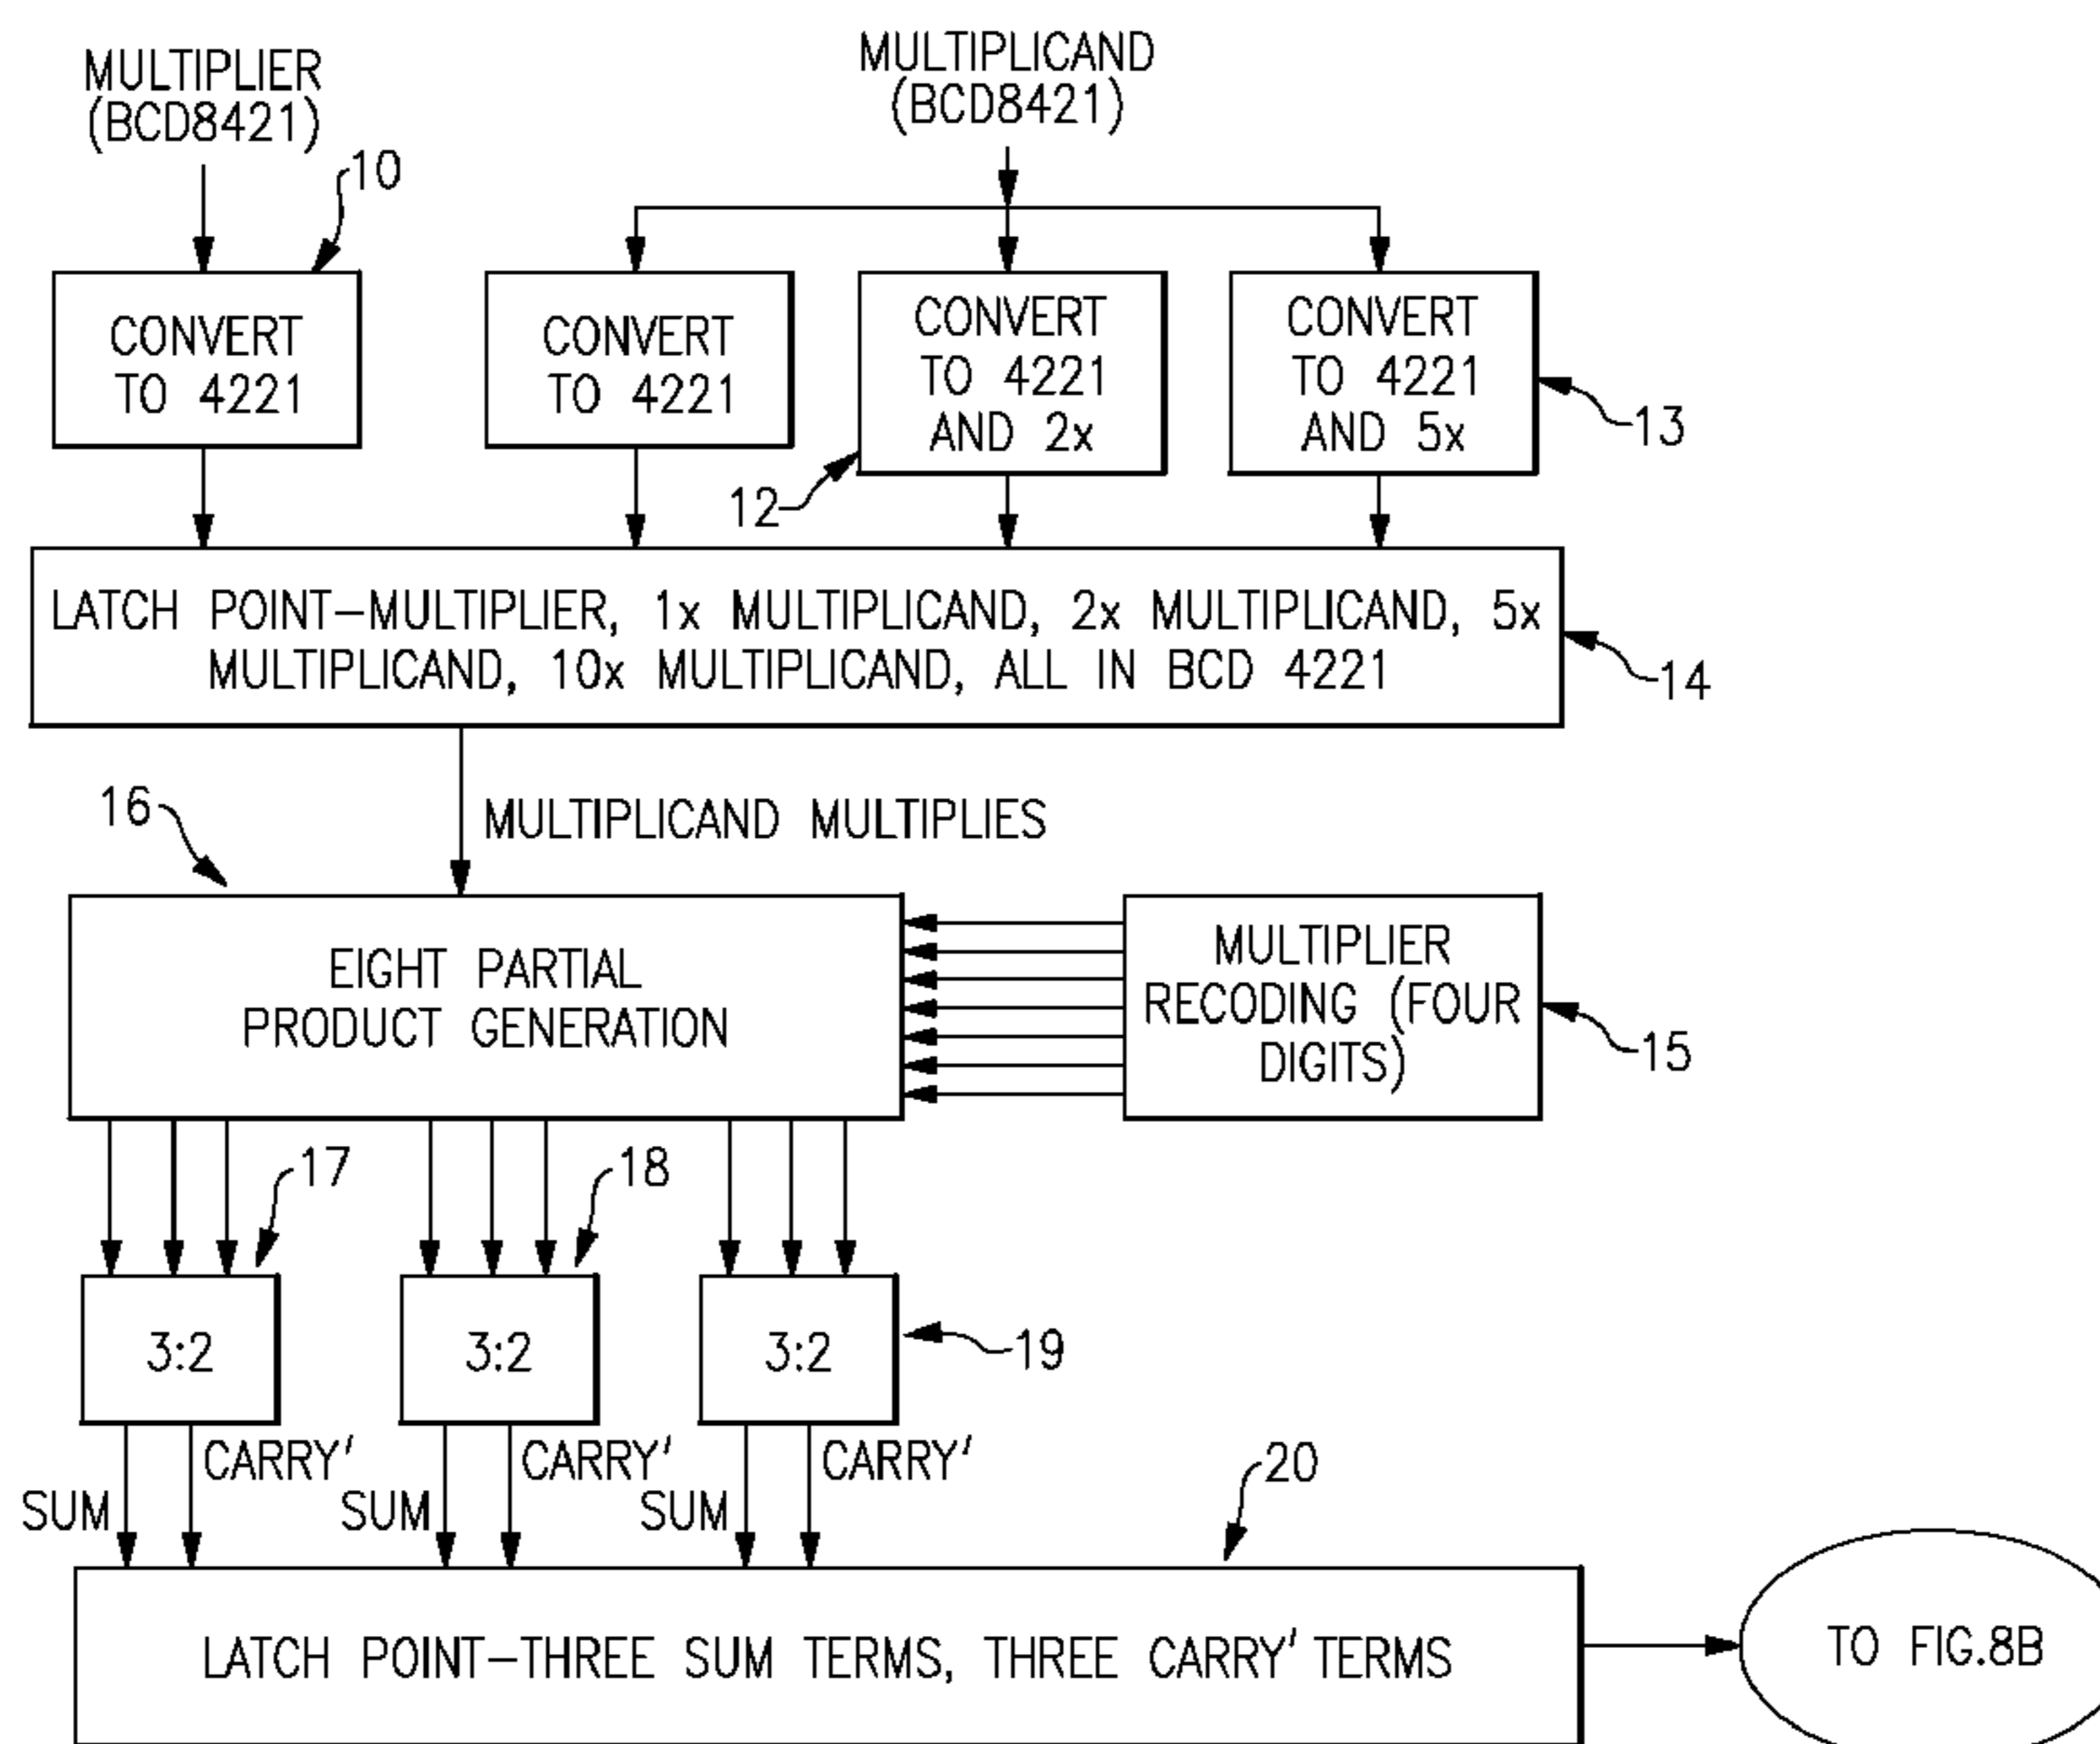 MULTIPLIER
(BCD8421)
MULTIPLICAND
(BCD8421)
10
CONVERT
TO 4221
CONVERT
TO 4221
CONVERT
TO 4221
AND 2x
CONVERT
TO 4221
AND 5x
12
13
LATCH POINT-MULTIPLIER, 1x MULTIPLICAND, 2x MULTIPLICAND, 5x
MULTIPLICAND, 10x MULTIPLICAND, ALL IN BCD 4221
14
16
MULTIPLICAND MULTIPLIES
EIGHT PARTIAL
PRODUCT GENERATION
MULTIPLIER
RECODING (FOUR
DIGITS)
15
17
18
3:2
3:2
3:2
19
CARRY'
CARRY'
CARRY'
SUM
SUM
SUM
20
LATCH POINT-THREE SUM TERMS, THREE CARRY' TERMS
TO FIG.8B